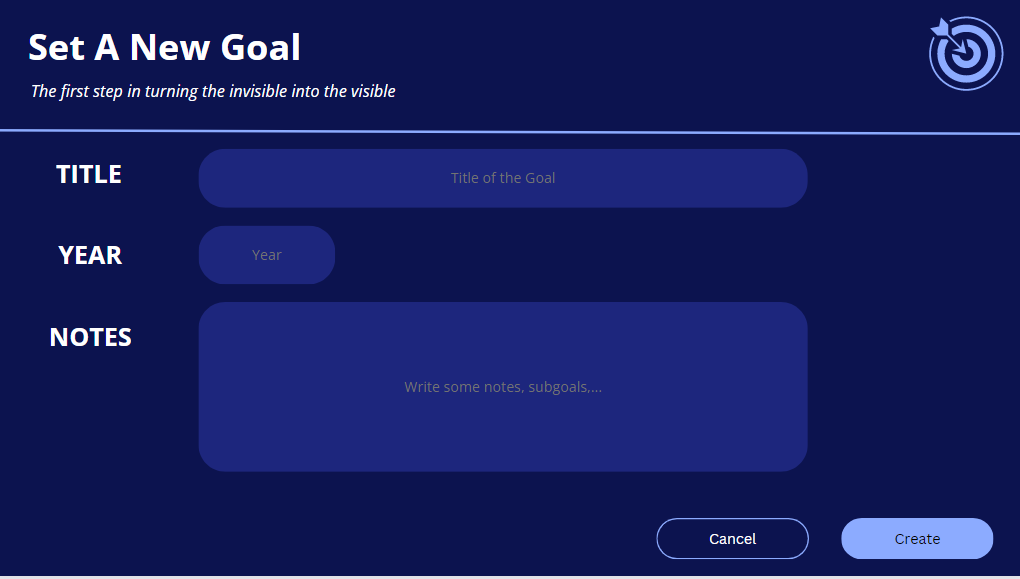 Set A New Goal
The first step in turning the invisible into the visible
TITLE
Title of the Goal
YEAR
Year
NOTES
Write some notes, subgoals,...
Cancel
Create